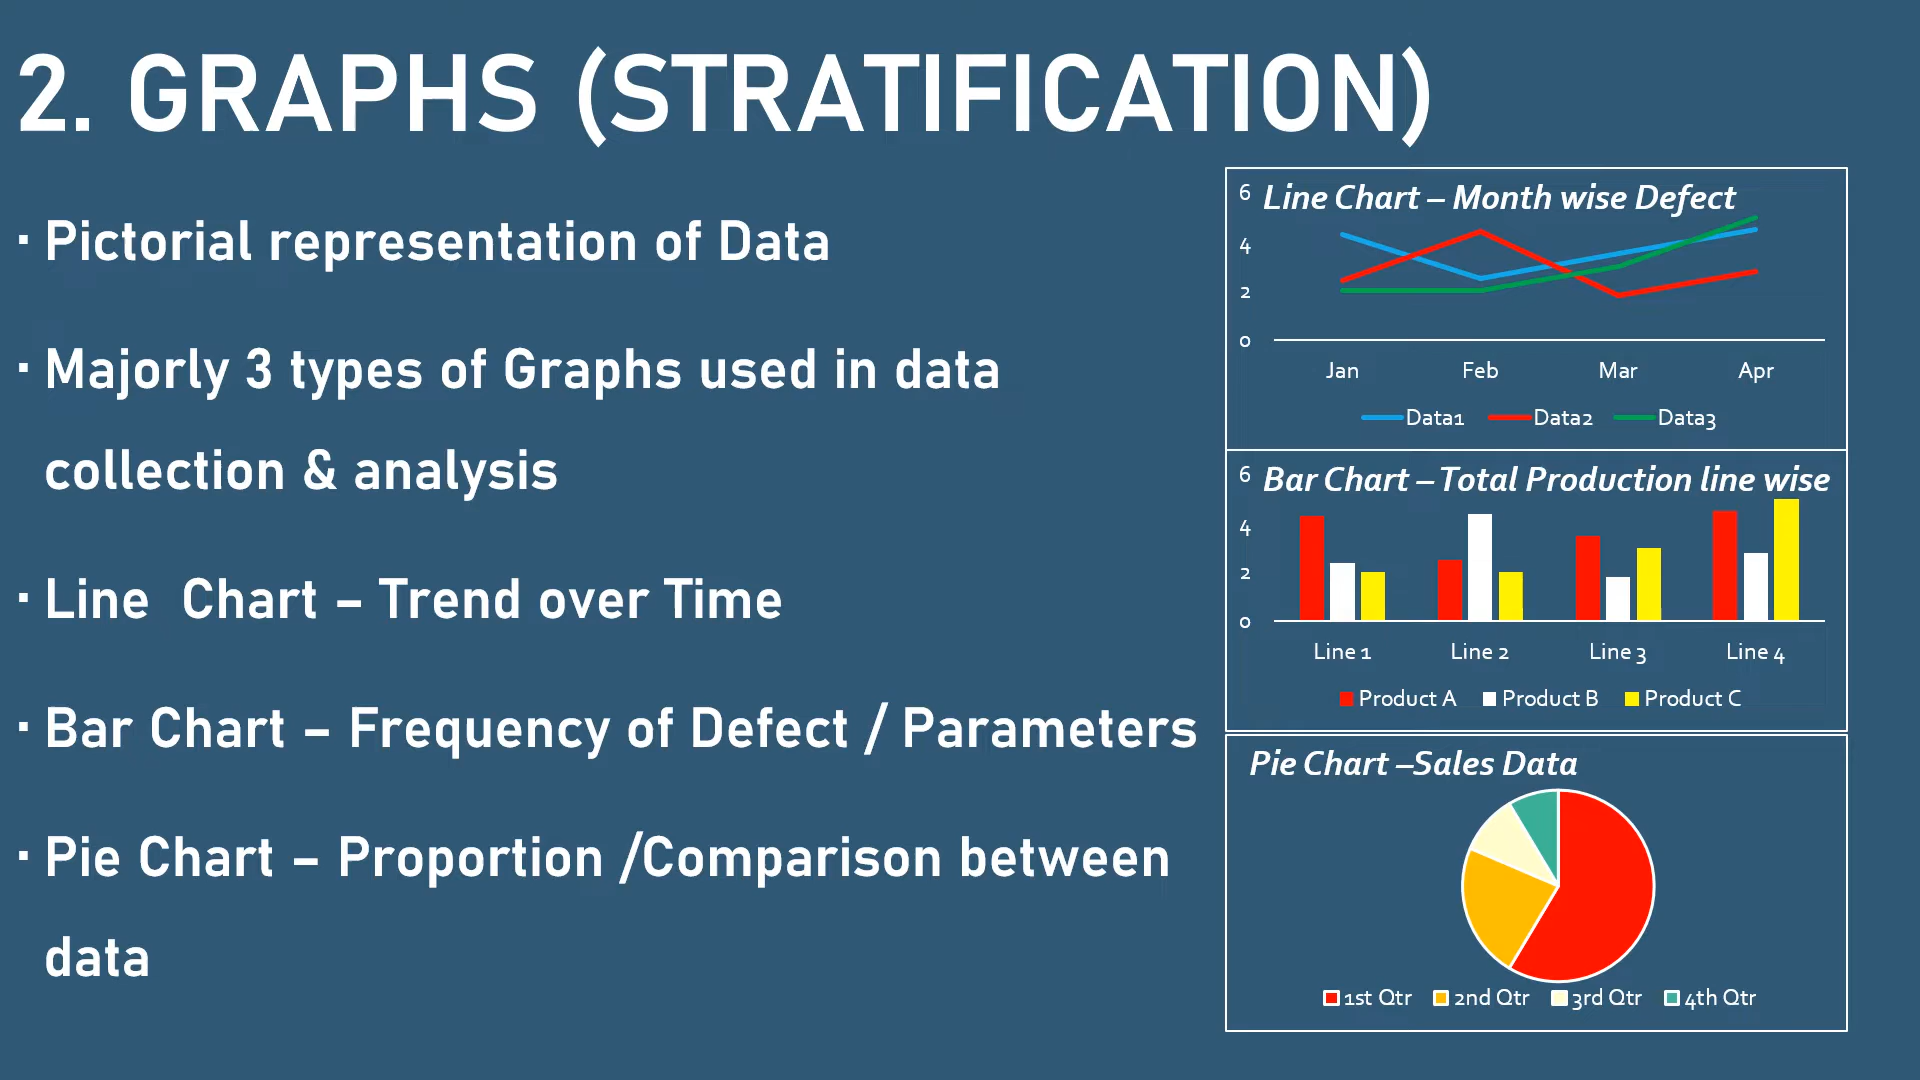 2. GRAPHS (STRATIFICATION)
· Pictorial representation of Data
· Majorly 3 types of Graphs used in data
collection & analysis
· Line  Chart – Trend over Time
· Bar Chart – Frequency of Defect / Parameters
· Pie Chart – Proportion /Comparison between
data
6 Line Chart – Month wise Defect
4
2
0
Jan Feb Mar Apr
Data1 Data2 Data3
6 Bar Chart – Total Production line wise
4
2
0
Line 1 Line 2 Line 3 Line 4
Product A Product B Product C
Pie Chart –Sales Data
1st Qtr 2nd Qtr 3rd Qtr 4th Qtr